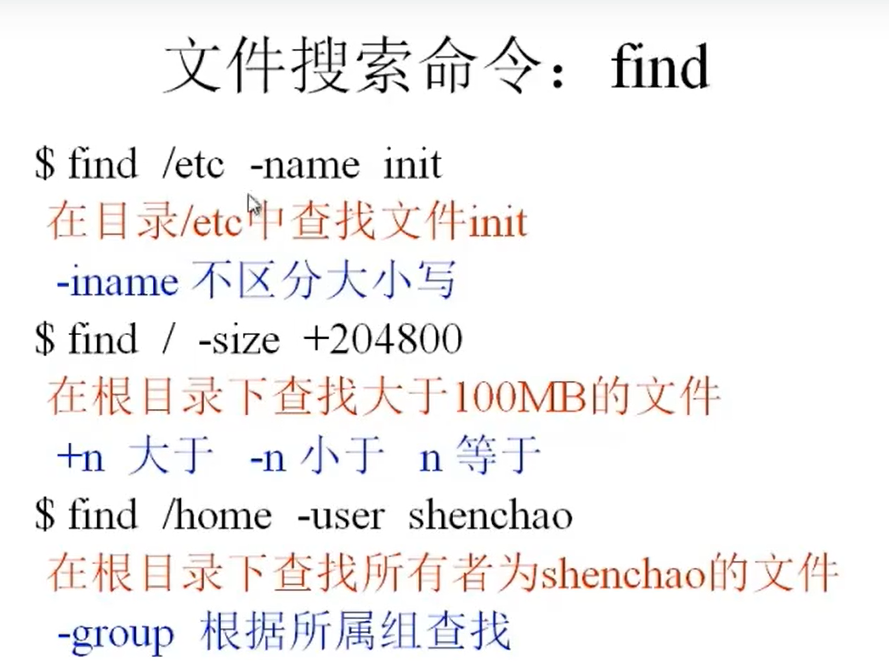 文件搜索命令：find
$ find /etc -name init
在目录/etc中查找文件init
-iname 不区分大小写
$ find / -size +204800
在根目录下查找大于100MB的文件
+n 大于 -n 小于 n 等于
$ find /home -user shenchao
在根目录下查找所有者为shenchao的文件
-group 根据所属组查找